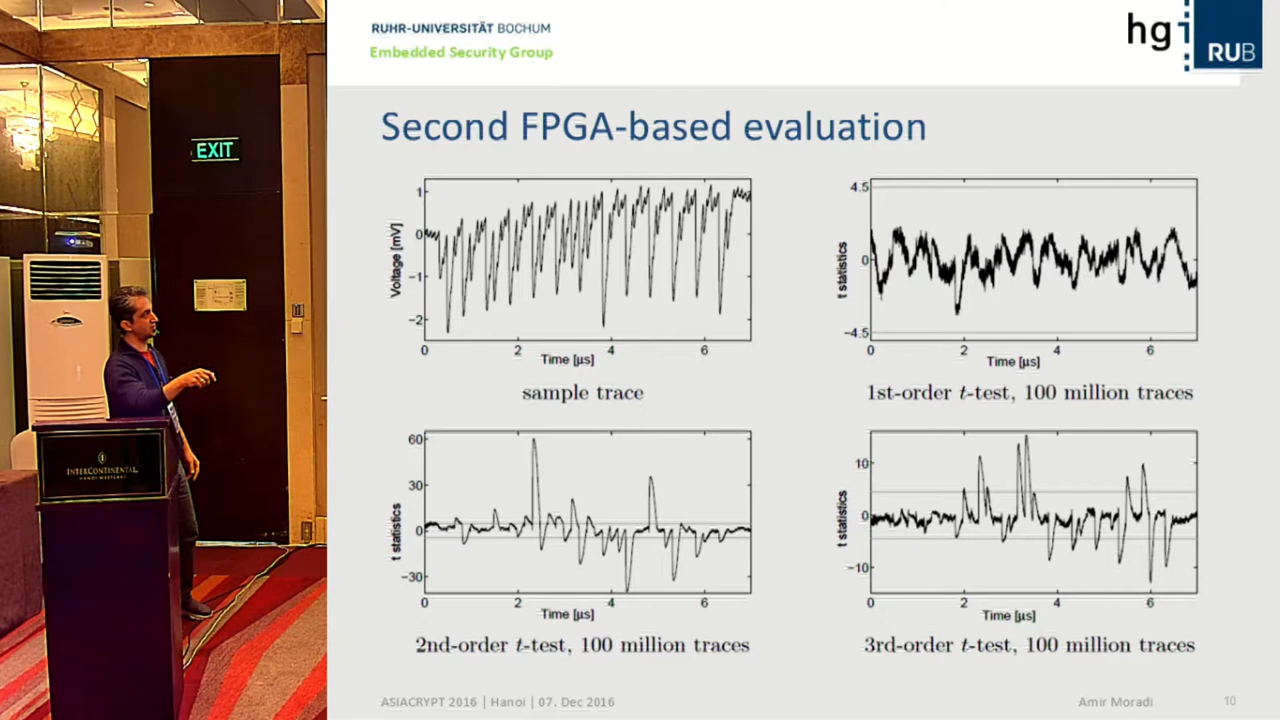 EXIT
INTERCONTINENTAL
HANOI WESTLAKE
RUHR-UNIVERSITÄT BOCHUM
Embedded Security Group
hgi
RUB
Second FPGA-based evaluation
1
0
−1
−2
Voltage [mV]
0 2 4 6
Time [µs]
sample trace
4.5
0
−4.5
t statistics
0 2 4 6
Time [µs]
1st-order t-test, 100 million traces
60
30
0
−30
t statistics
0 2 4 6
Time [µs]
2nd-order t-test, 100 million traces
10
0
−10
t statistics
0 2 4 6
Time [µs]
3rd-order t-test, 100 million traces
ASIACRYPT 2016 | Hanoi | 07. Dec 2016
Amir Moradi
10